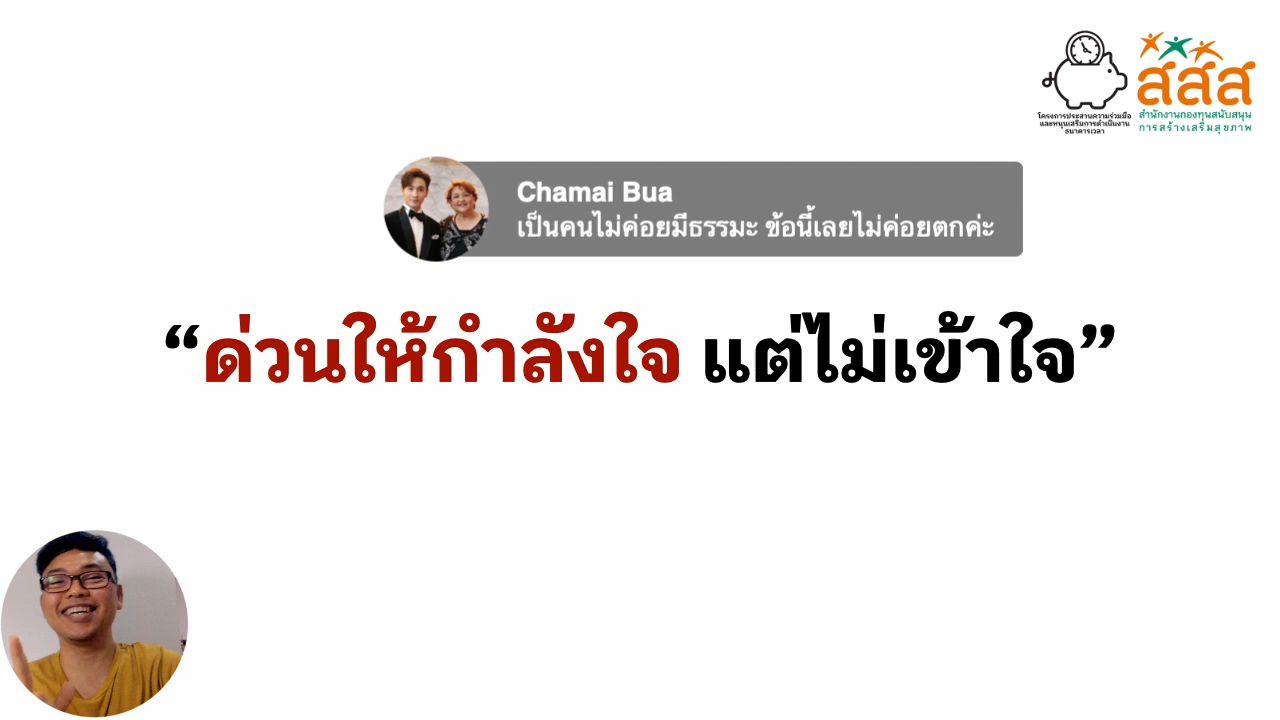 โครงการประสานความร่วมมือ
และหนุนเสริมการดำเนินงาน
ธนาคารเวลา
สสส
สำนักงานกองทุนสนับสนุน
การสร้างเสริมสุขภาพ
Chamai Bua
เป็นคนไม่ค่อยมีธรรมะ ข้อนี้เลยไม่ค่อยตกค่ะ
“ด่วนให้กำลังใจ แต่ไม่เข้าใจ”